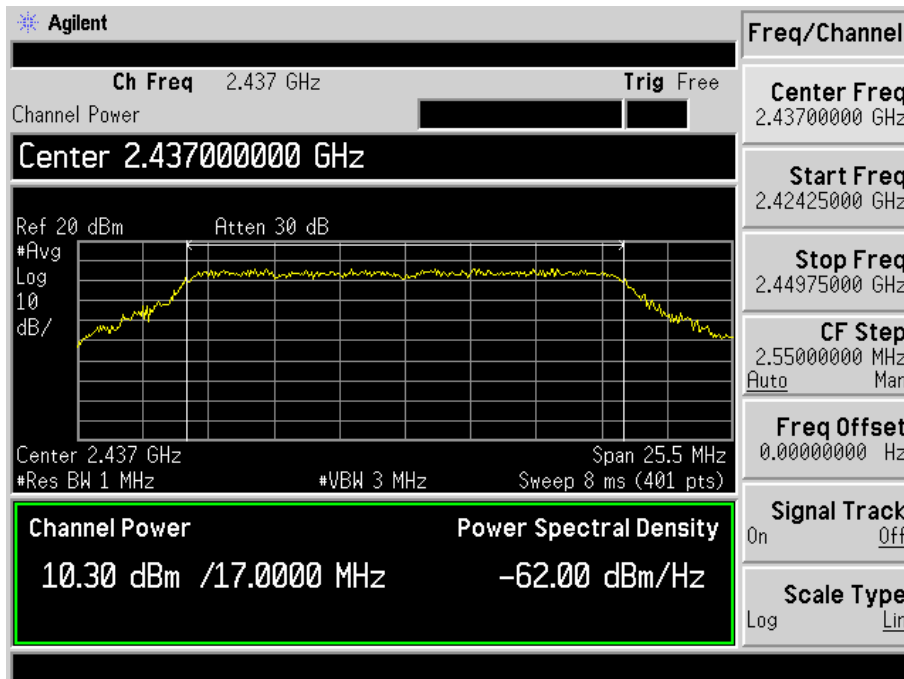 Agilent
Freq/Channel
Ch Freq 2.437 GHz Trig Free
Channel Power
Center 2.437000000 GHz
Ref 20 dBm Atten 30 dB
#Avg
Log
10
dB/
Center 2.437 GHz Span 25.5 MHz
#Res BW 1 MHz #VBW 3 MHz Sweep 8 ms (401 pts)
Channel Power Power Spectral Density
10.30 dBm /17.0000 MHz -62.00 dBm/Hz
Center Freq
2.43700000 GHz
Start Freq
2.42425000 GHz
Stop Freq
2.44975000 GHz
CF Step
2.55000000 MHz
Auto Man
Freq Offset
0.00000000 Hz
Signal Track
On Off
Scale Type
Log Lin